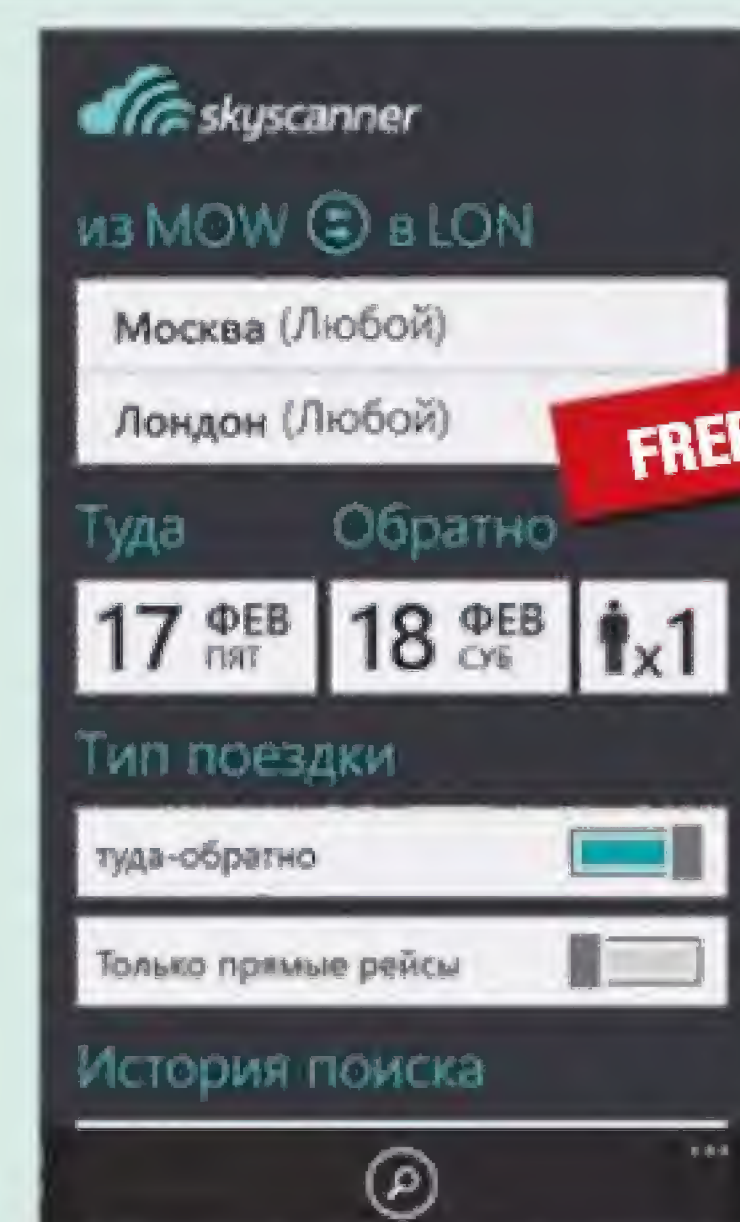 skyscanner
из MOW в LON
Москва (Любой)
Лондон (Любой)
FREE
Туда Обратно
17 ФЕВ ПЯТ 18 ФЕВ СУБ x1
Тип поездки
туда-обратно
Только прямые рейсы
История поиска